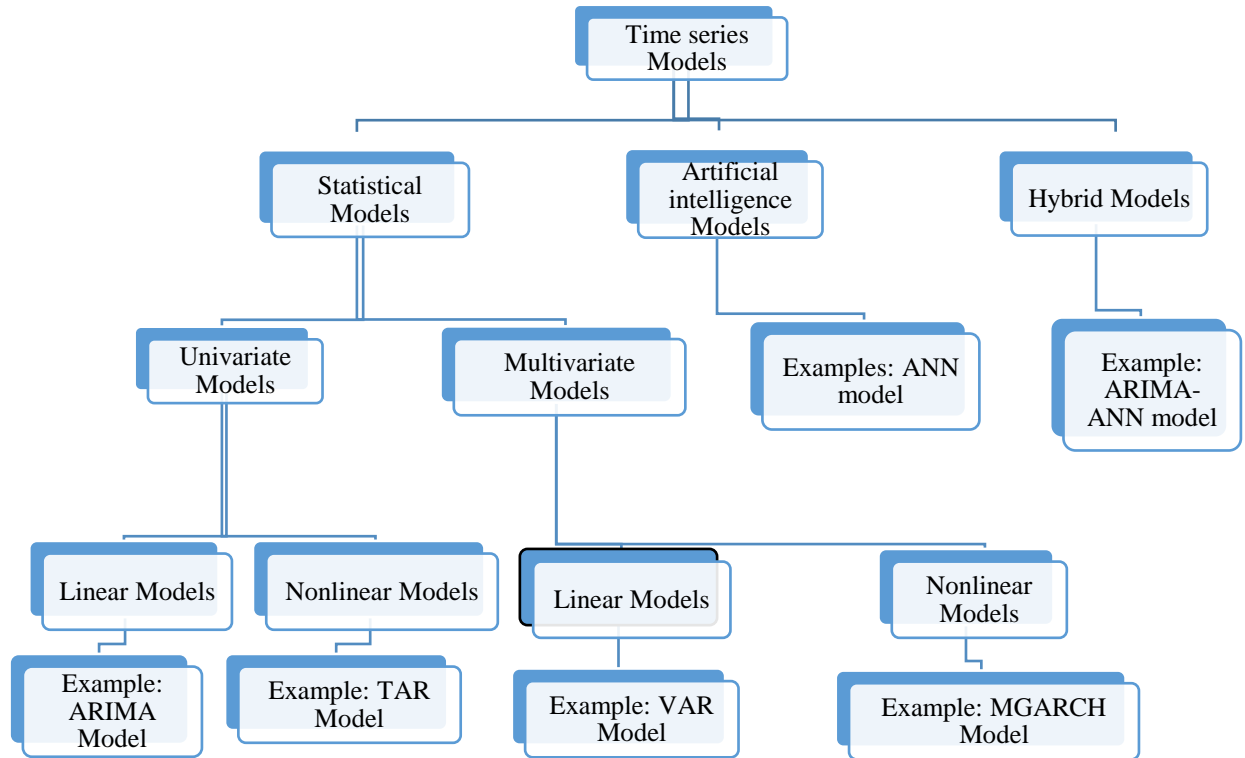 Time series
Models
Statistical
Models
Artificial
intelligence
Models
Hybrid Models
Univariate
Models
Multivariate
Models
Examples: ANN
model
Example:
ARIMA-
ANN model
Linear Models
Nonlinear Models
Linear Models
Nonlinear
Models
Example:
ARIMA
Model
Example: TAR
Model
Example: VAR
Model
Example: MGARCH
Model